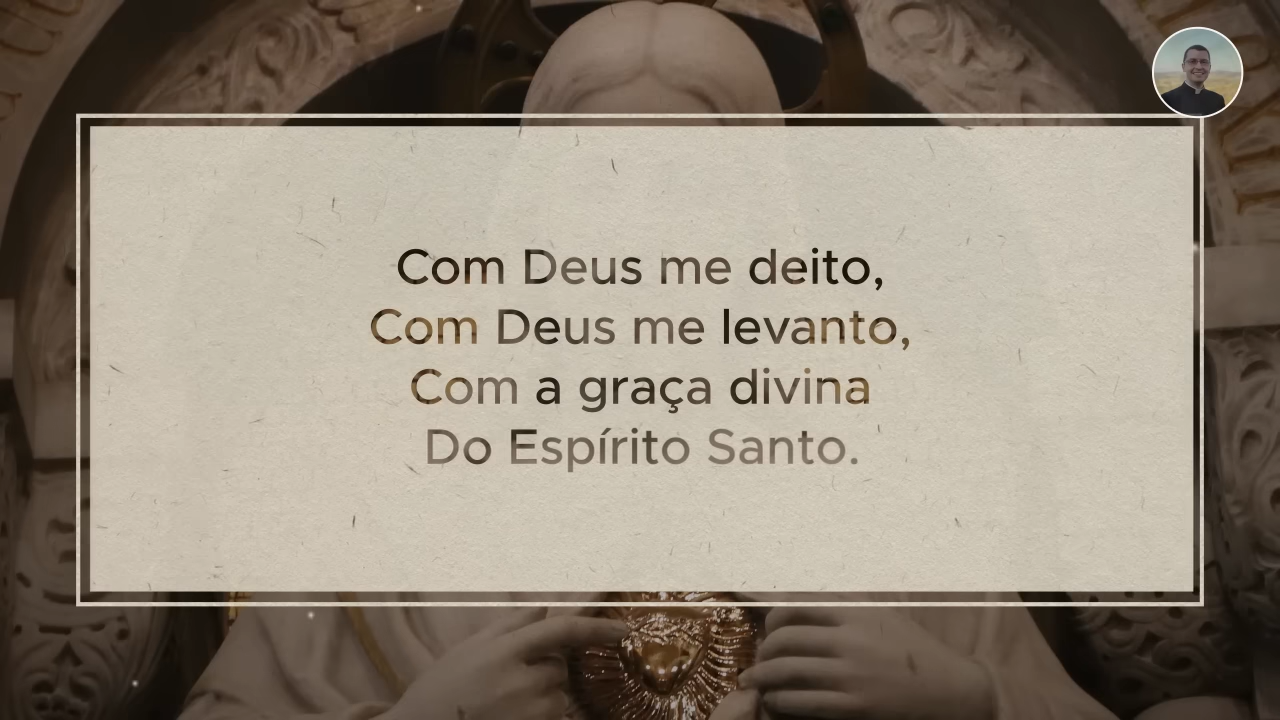 Com Deus me deito,
Com Deus me levanto,
Com a graça divina
Do Espírito Santo.